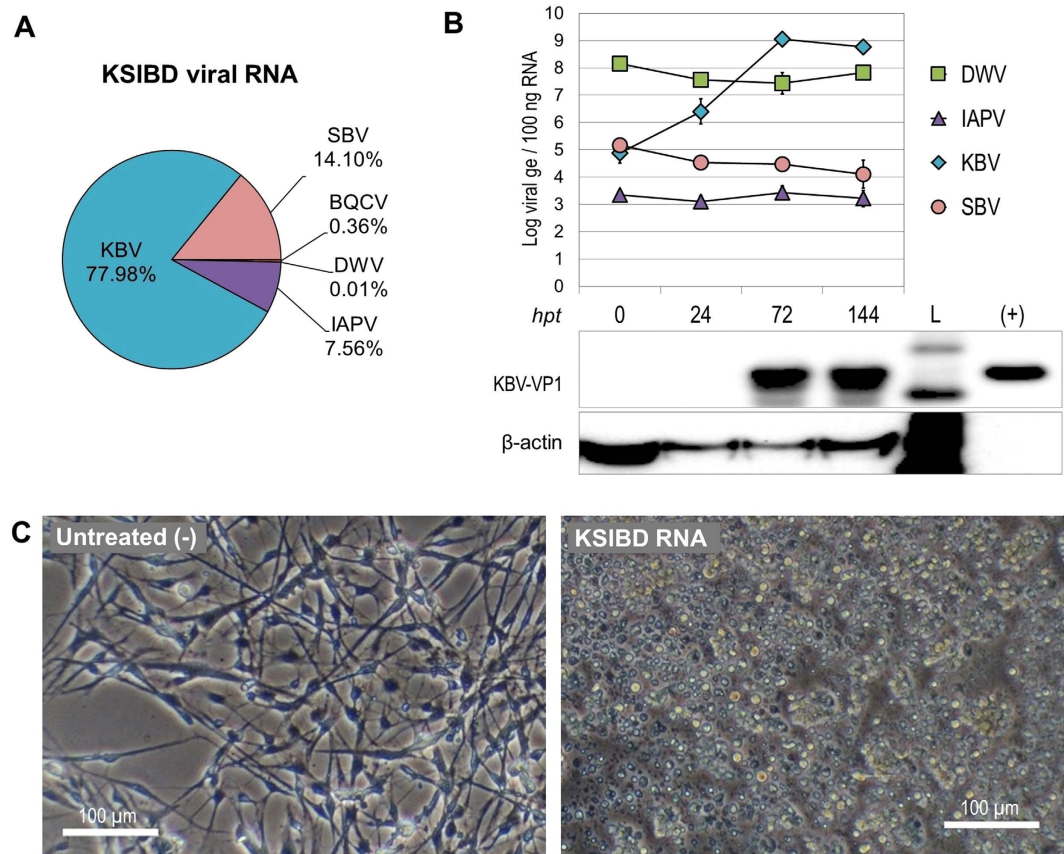 A
KSIBD viral RNA
SBV
14.10%
BQCV
0.36%
DWV
0.01%
IAPV
7.56%
KBV
77.98%
B
Log viral ge / 100 ng RNA
10
9
8
7
6
5
4
3
2
1
0
DWV
IAPV
KBV
SBV
hpt 0 24 72 144 L (+)
KBV-VP1
β-actin
C
Untreated (-)
100 μm
KSIBD RNA
100 μm